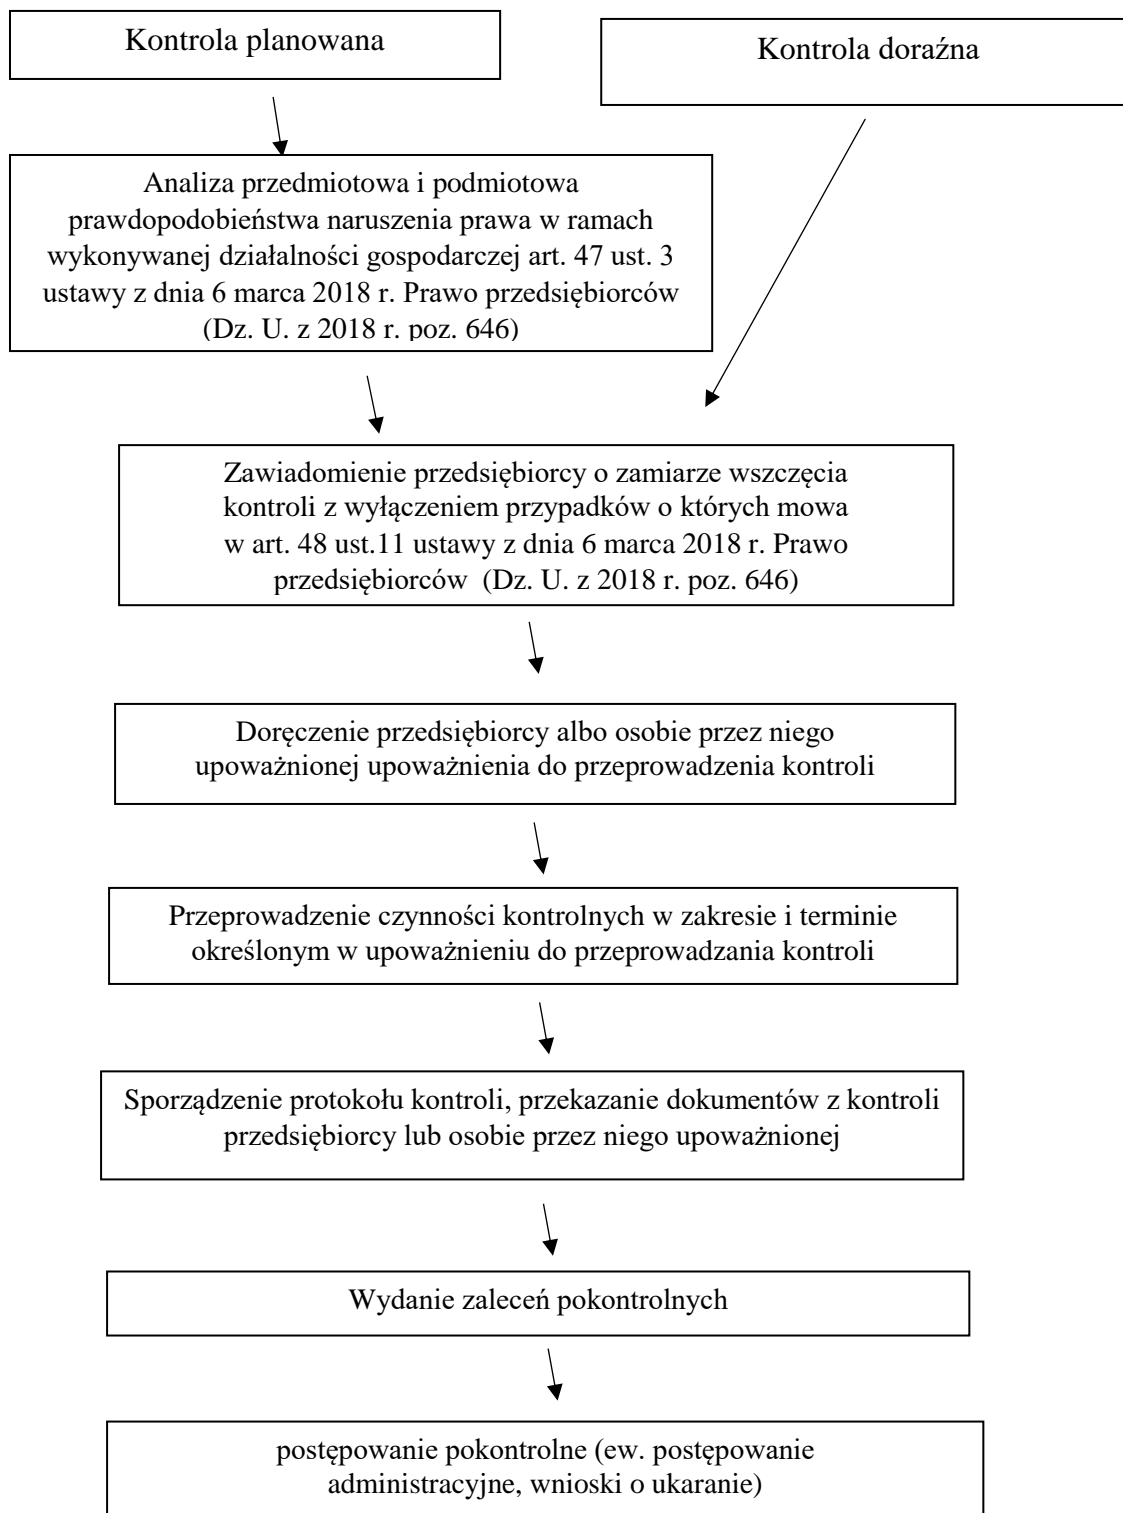 Kontrola planowana
Kontrola doraźna
Analiza przedmiotowa i podmiotowa
prawdopodobieństwa naruszenia prawa w ramach
wykonywanej działalności gospodarczej art. 47 ust. 3
ustawy z dnia 6 marca 2018 r. Prawo przedsiębiorców
(Dz. U. z 2018 r. poz. 646)
Zawiadomienie przedsiębiorcy o zamiarze wszczęcia
kontroli z wyłączeniem przypadków o których mowa
w art. 48 ust.11 ustawy z dnia 6 marca 2018 r. Prawo
przedsiębiorców (Dz. U. z 2018 r. poz. 646)
Doręczenie przedsiębiorcy albo osobie przez niego
upoważnionej upoważnienia do przeprowadzenia kontroli
Przeprowadzenie czynności kontrolnych w zakresie i terminie
określonym w upoważnieniu do przeprowadzania kontroli
Sporządzenie protokołu kontroli, przekazanie dokumentów z kontroli
przedsiębiorcy lub osobie przez niego upoważnionej
Wydanie zaleceń pokontrolnych
postępowanie pokontrolne (ew. postępowanie
administracyjne, wnioski o ukaranie)